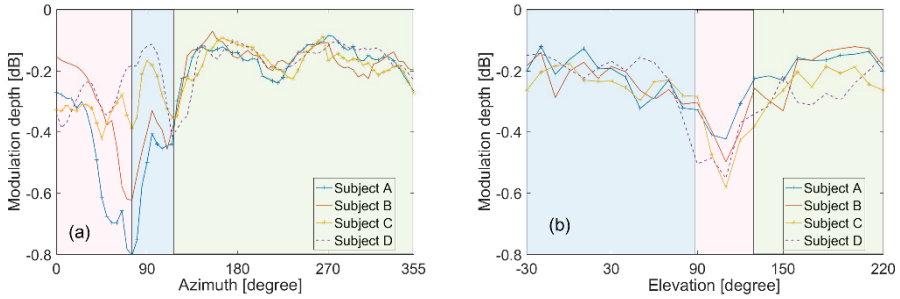 0
-0.2
-0.4
-0.6
-0.8
Modulation depth [dB]
(a)
Subject A
Subject B
Subject C
Subject D
0 90 180 270 355
Azimuth [degree]
0
-0.2
-0.4
-0.6
-0.8
Modulation depth [dB]
(b)
Subject A
Subject B
Subject C
Subject D
-30 30 90 150 220
Elevation [degree]